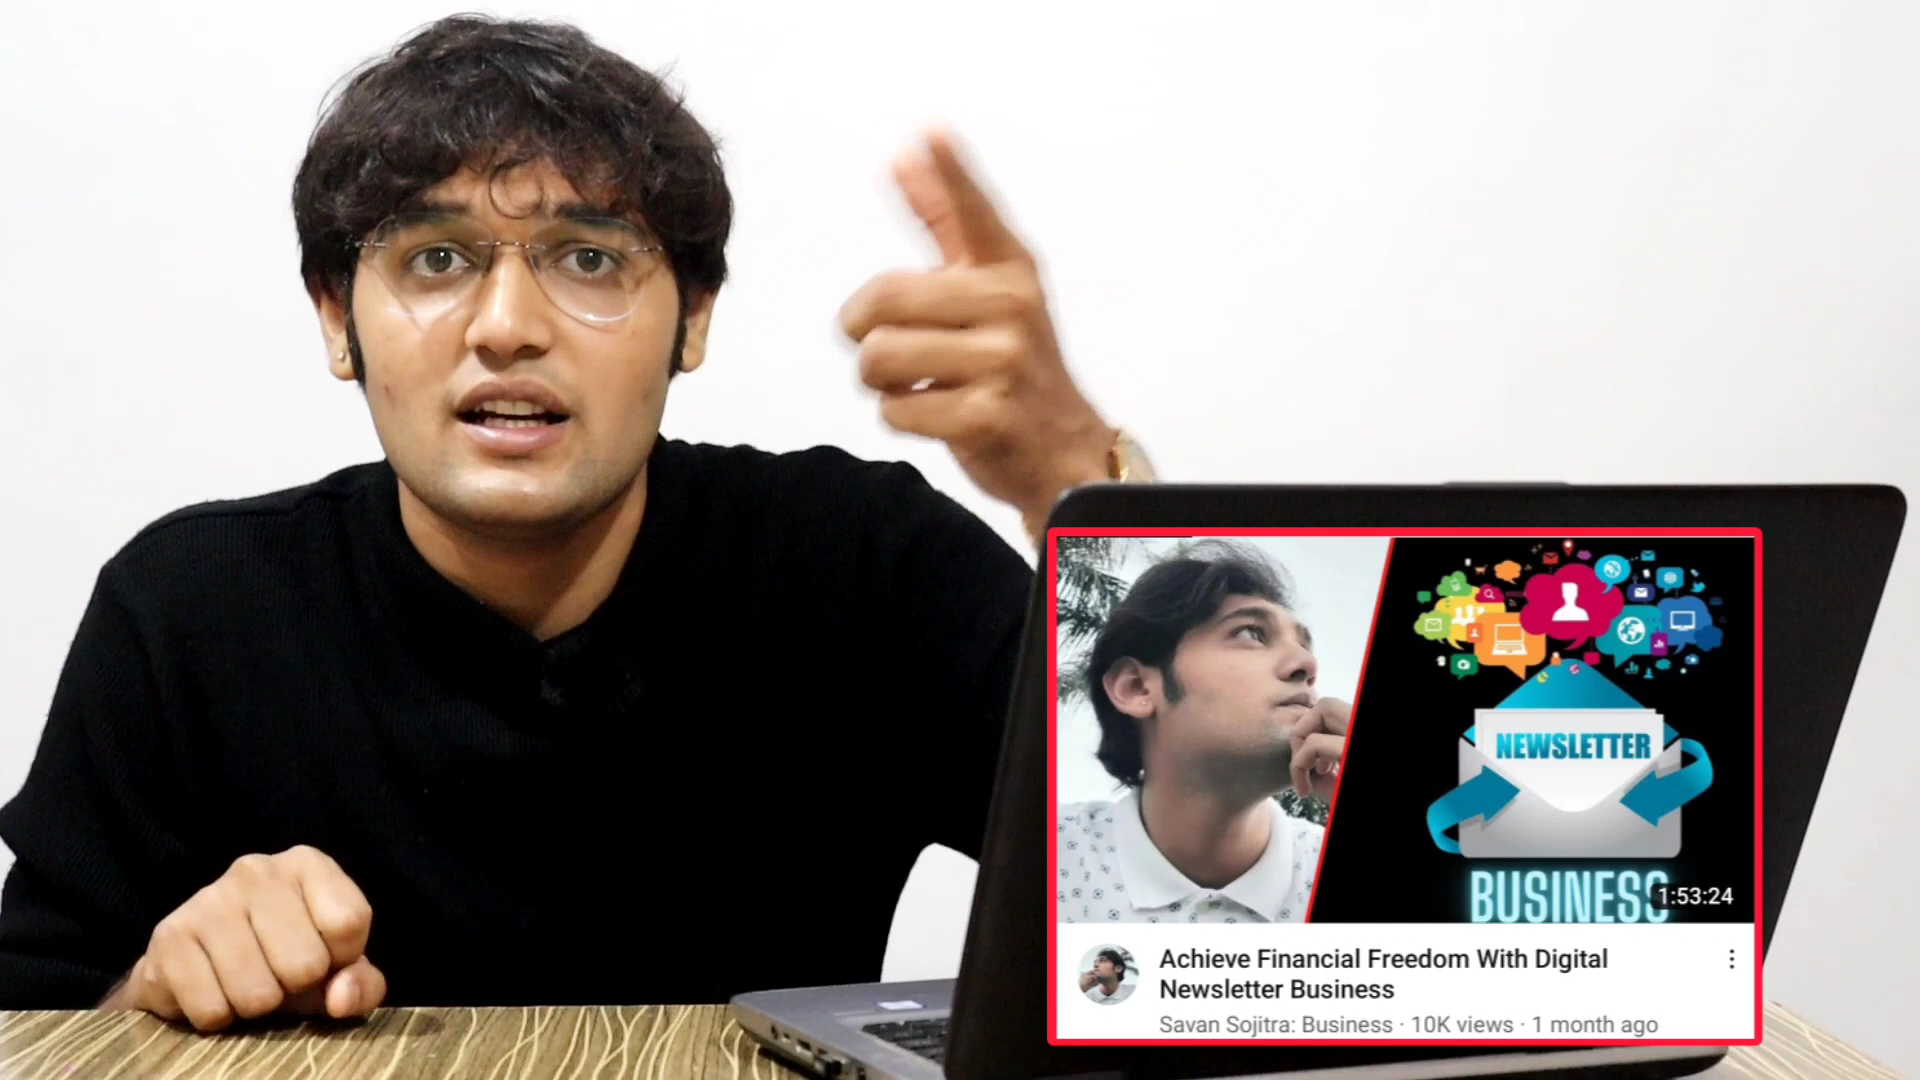 NEWSLETTER
BUSINESS
1:53:24
Achieve Financial Freedom With Digital
Newsletter Business
Savan Sojitra: Business · 10K views · 1 month ago